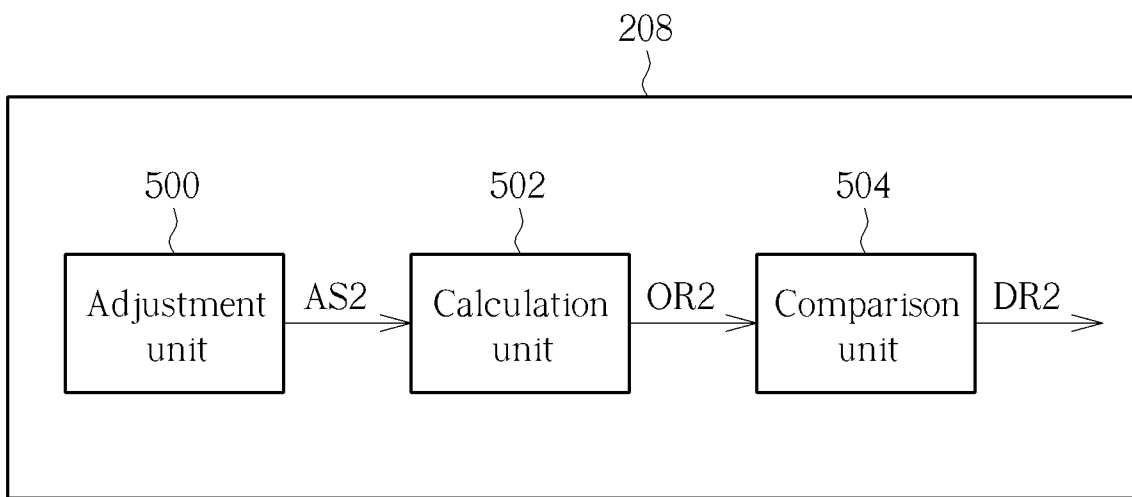 208
500
502
504
Adjustment
unit
AS2
Calculation
unit
OR2
Comparison
unit
DR2